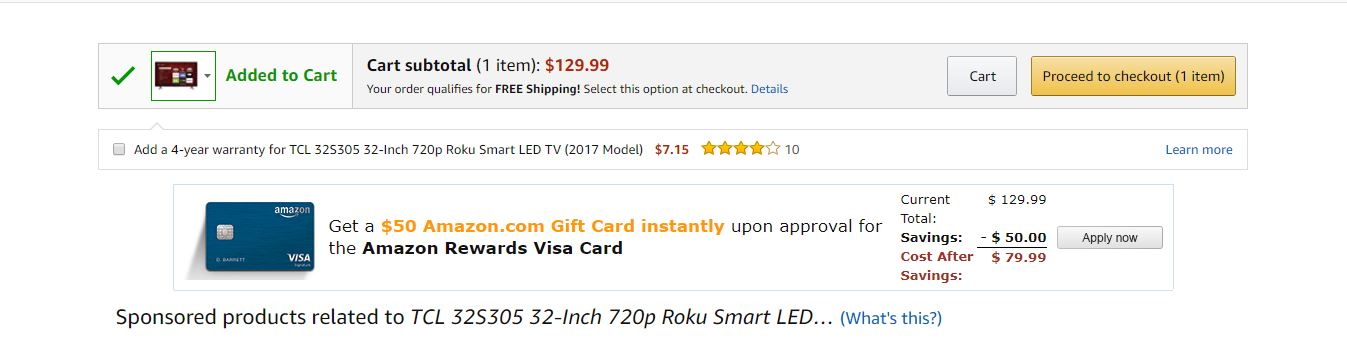 Added to Cart
Cart subtotal (1 item): $129.99
Your order qualifies for FREE Shipping! Select this option at checkout. Details
Cart
Proceed to checkout (1 item)
Add a 4-year warranty for TCL 32S305 32-Inch 720p Roku Smart LED TV (2017 Model) $7.15 10
Learn more
amazon
VISA
Signature
D. BARRETT
Get a $50 Amazon.com Gift Card instantly upon approval for
the Amazon Rewards Visa Card
Current $ 129.99
Total:
Savings: - $ 50.00
Cost After $ 79.99
Savings:
Apply now
Sponsored products related to TCL 32S305 32-Inch 720p Roku Smart LED... (What's this?)